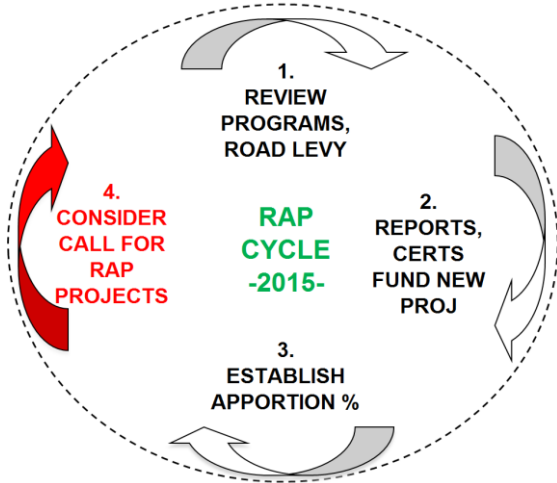 1.
REVIEW
PROGRAMS,
ROAD LEVY
2.
REPORTS,
CERTS
FUND NEW
PROJ
3.
ESTABLISH
APPORTION %
4.
CONSIDER
CALL FOR
RAP
PROJECTS
RAP
CYCLE
-2015-